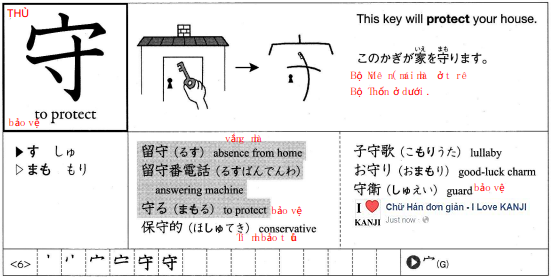 THỦ
守
to protect
bảo vệ
This key will protect your house.
いえ まも
このかぎが家を守ります。
Bộ Miên (mái nhà) ở trên
Bộ Thốn ở dưới.
▶す しゅ
▷まも もり
vắng nhà
留守 (るす) absence from home
留守番電話 (るすばんでんわ)
answering machine
守る (まもる) to protect bảo vệ
保守的 (ほしゅてき) conservative
子守歌 (こもりうた) lullaby
お守り (おまもり) good-luck charm
守衛 (しゅえい) guard bảo vệ
I ❤ KANJI
Chữ Hán đơn giản - I Love KANJI
Just now
<6> 宀 守 守
宀 (G)